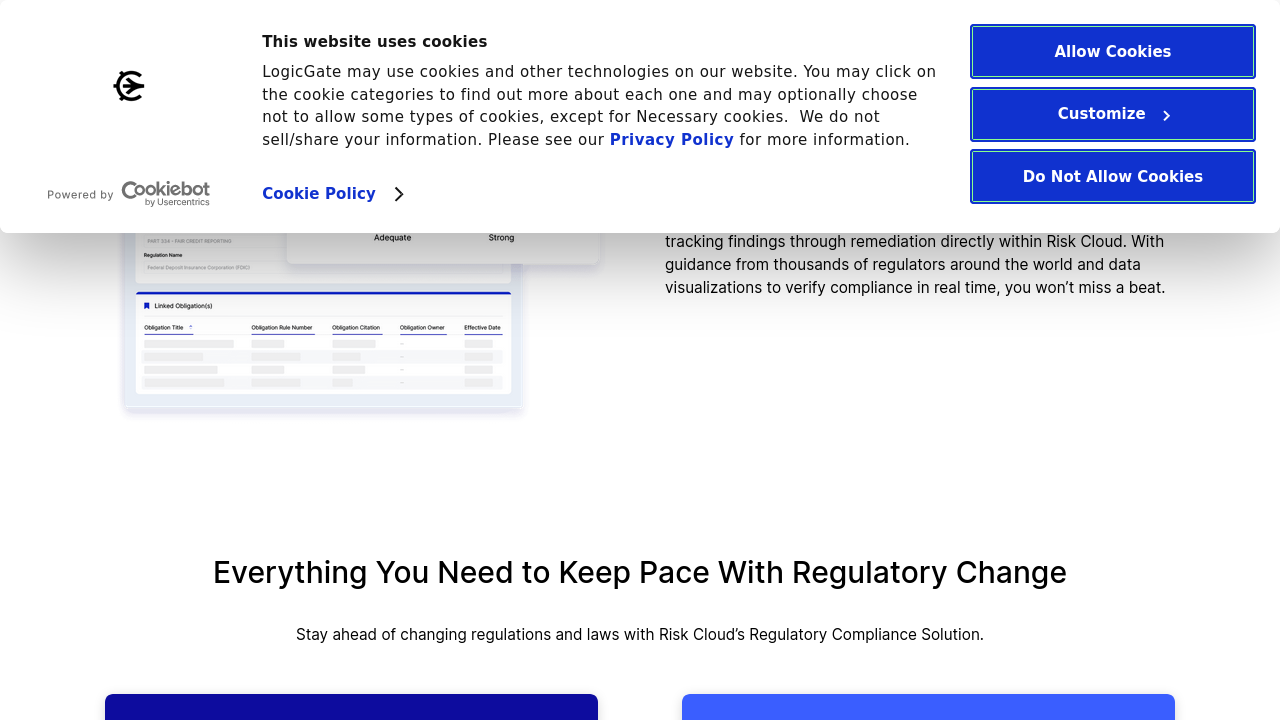 This website uses cookies
LogicGate may use cookies and other technologies on our website. You may click on
the cookie categories to find out more about each one and may optionally choose
not to allow some types of cookies, except for Necessary cookies.  We do not
sell/share your information. Please see our Privacy Policy for more information.
Cookie Policy
Powered by Cookiebot
by Usercentrics
Allow Cookies
Customize
Do Not Allow Cookies
Adequate Strong
PART 334 - FAIR CREDIT REPORTING
Regulation Name
Federal Deposit Insurance Corporation (FDIC)
Linked Obligation(s)
Obligation Title Obligation Rule Number Obligation Citation Obligation Owner Effective Date
tracking findings through remediation directly within Risk Cloud. With
guidance from thousands of regulators around the world and data
visualizations to verify compliance in real time, you won’t miss a beat.
Everything You Need to Keep Pace With Regulatory Change
Stay ahead of changing regulations and laws with Risk Cloud’s Regulatory Compliance Solution.